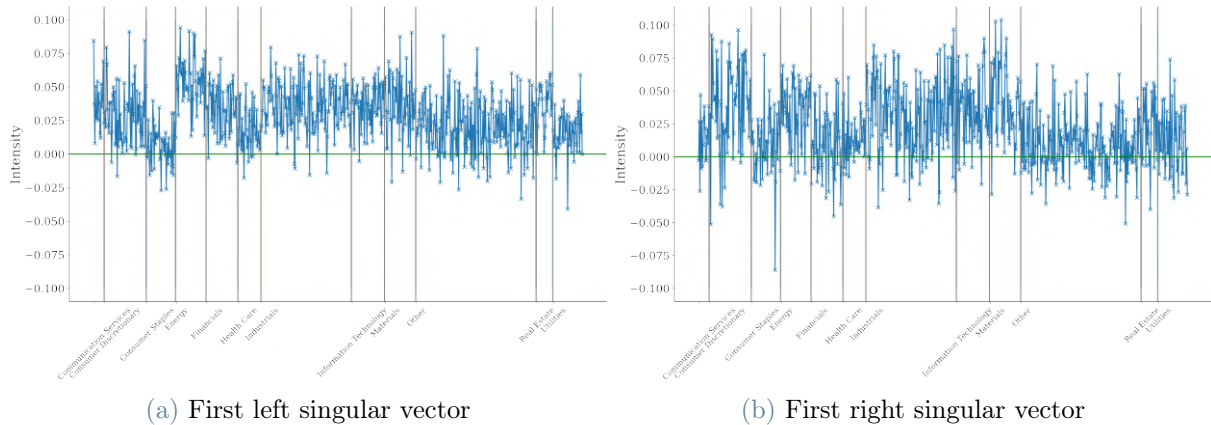 0.100
0.075
0.050
0.025
0.000
−0.025
−0.050
−0.075
−0.100
Intensity
Communication Services
Consumer Discretionary
Consumer Staples
Energy
Financials
Health Care
Industrials
Information Technology
Materials
Other
Real Estate
Utilities
(a) First left singular vector
0.100
0.075
0.050
0.025
0.000
−0.025
−0.050
−0.075
−0.100
Intensity
Communication Services
Consumer Discretionary
Consumer Staples
Energy
Financials
Health Care
Industrials
Information Technology
Materials
Other
Real Estate
Utilities
(b) First right singular vector